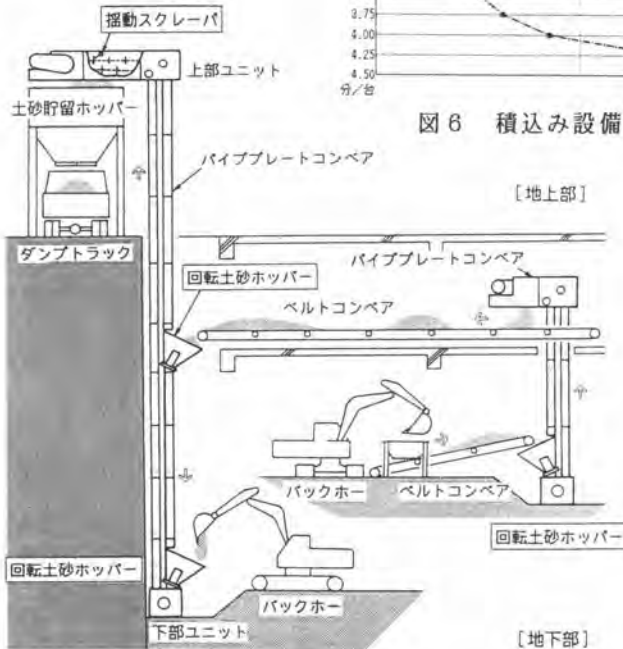 揺動スクレーパ
3.75
4.00
4.25
4.50
分/台
上部ユニット
土砂貯留ホッパー
図6 積込み設備
パイププレートコンベア
[地上部]
ダンプトラック
パイププレートコンベア
回転土砂ホッパー
ベルトコンベア
バックホー
ベルトコンベア
回転土砂ホッパー
回転土砂ホッパー
バックホー
下部ユニット
[地下部]